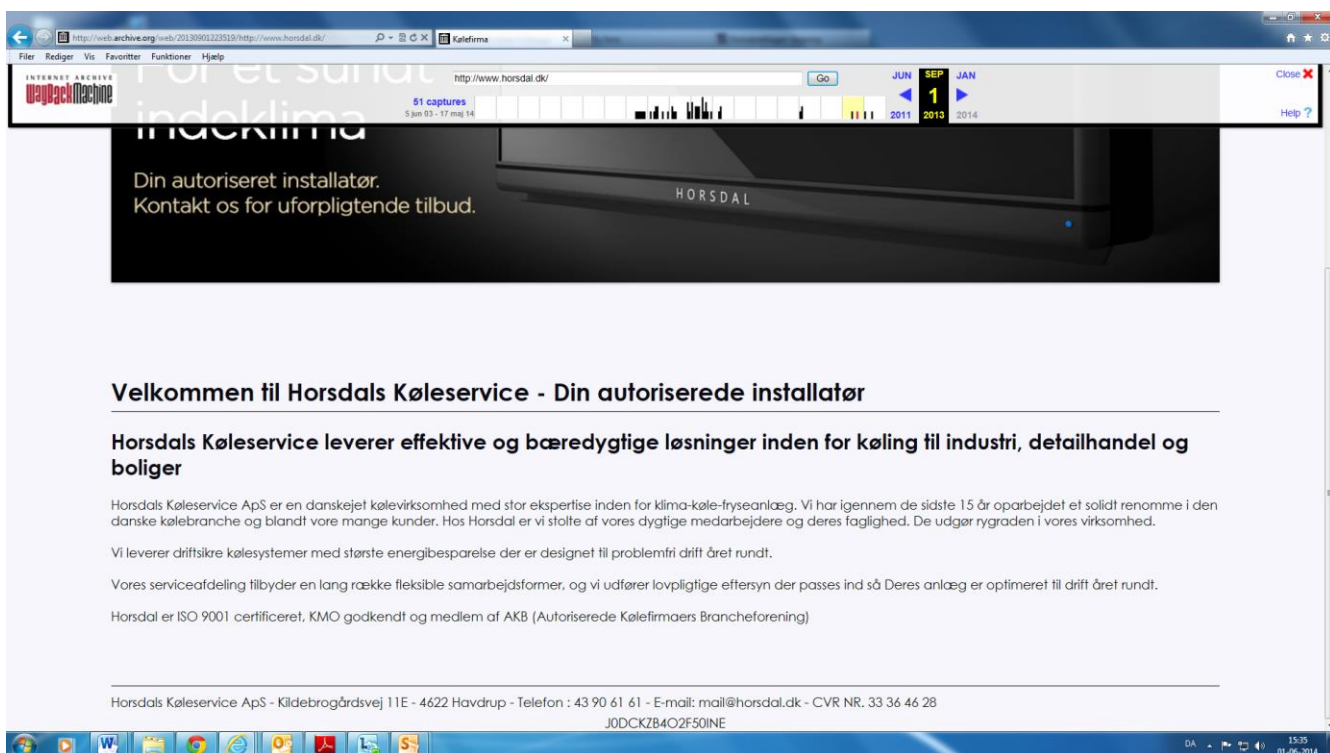 http://web.archive.org/web/20130901223519/http://www.horsdal.dk/
Kølefirma
Filer Rediger Vis Favoritter Funktioner Hjælp
INTERNET ARCHIVE
WayBackMachine
http://www.horsdal.dk/
Go
JUN SEP JAN
Close
51 captures
5 jun 03 - 17 maj 14
1
2011 2013 2014
Help ?
For et sundt
indeklima
Din autoriseret installatør.
Kontakt os for uforpligtende tilbud.
HORSDAL
Velkommen til Horsdals Køleservice - Din autoriserede installatør
Horsdals Køleservice leverer effektive og bæredygtige løsninger inden for køling til industri, detailhandel og
boliger
Horsdals Køleservice ApS er en danskejet kølevirksomhed med stor ekspertise inden for klima-køle-fryseanlæg. Vi har igennem de sidste 15 år oparbejdet et solidt renomme i den
danske kølebranche og blandt vore mange kunder. Hos Horsdal er vi stolte af vores dygtige medarbejdere og deres faglighed. De udgør rygraden i vores virksomhed.
Vi leverer driftsikre kølesystemer med største energibesparelse der er designet til problemfri drift året rundt.
Vores serviceafdeling tilbyder en lang række fleksible samarbejdsformer, og vi udfører lovpligtige eftersyn der passes ind så Deres anlæg er optimeret til drift året rundt.
Horsdal er ISO 9001 certificeret, KMO godkendt og medlem af AKB (Autoriserede Kølefirmaers Brancheforening)
Horsdals Køleservice ApS - Kildebrogårdsvej 11E - 4622 Havdrup - Telefon : 43 90 61 61 - E-mail: mail@horsdal.dk - CVR NR. 33 36 46 28
J0DCKZB4O2F50INE
DA
15:35
01-06-2014